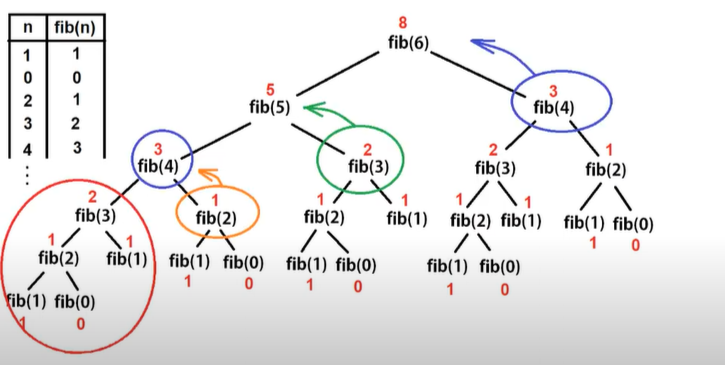 n fib(n)
1 1
0 0
2 1
3 2
4 3
⋮
8
fib(6)
5 3
fib(5) fib(4)
3 2 2 1
fib(4) fib(3) fib(3) fib(2)
2 1 1 1 1 1
fib(3) fib(2) fib(2) fib(1) fib(2) fib(1) fib(1) fib(0)
1 0
1 1
fib(2) fib(1) fib(1) fib(0) fib(1) fib(0) fib(1) fib(0)
1 0 1 0 1 0
fib(1) fib(0)
1 0